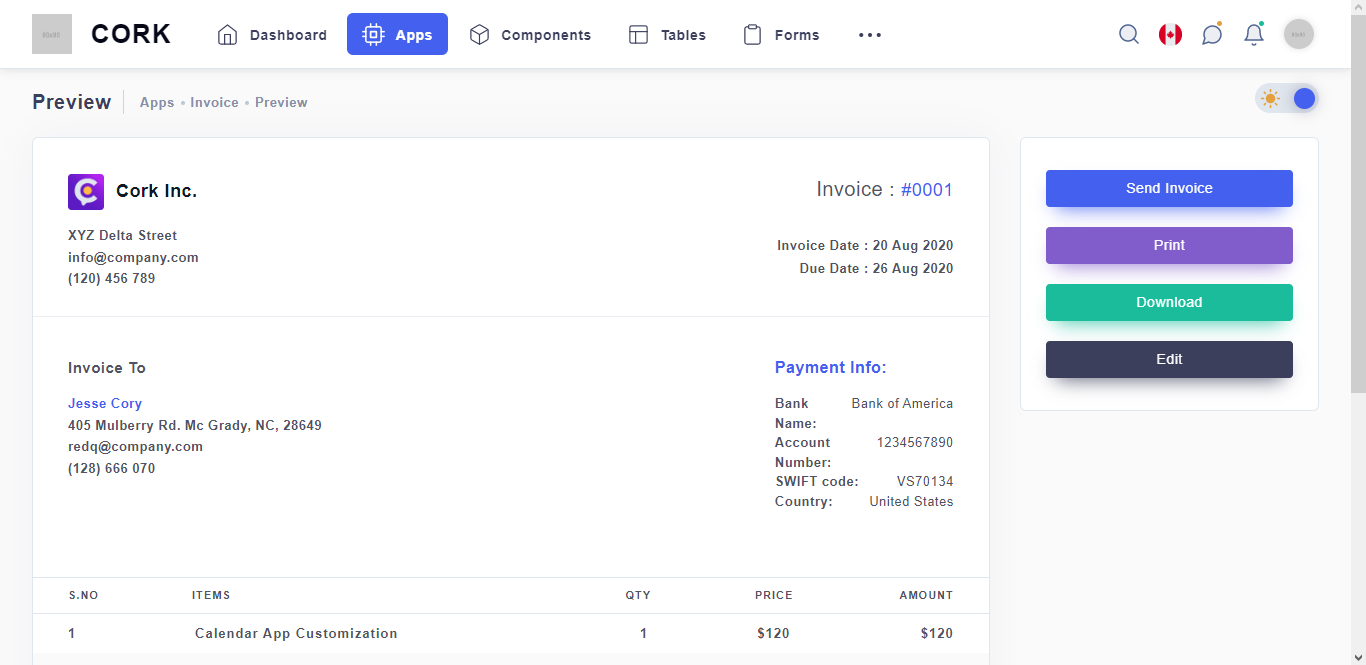 CORK
Dashboard
Apps
Components
Tables
Forms
Preview
Apps • Invoice • Preview
Cork Inc.
Invoice : #0001
XYZ Delta Street
info@company.com
(120) 456 789
Invoice Date : 20 Aug 2020
Due Date : 26 Aug 2020
Send Invoice
Print
Download
Edit
Invoice To
Jesse Cory
405 Mulberry Rd. Mc Grady, NC, 28649
redq@company.com
(128) 666 070
Payment Info:
Bank Name: Bank of America
Account Number: 1234567890
SWIFT code: VS70134
Country: United States
S.NO ITEMS QTY PRICE AMOUNT
1 Calendar App Customization 1 $120 $120